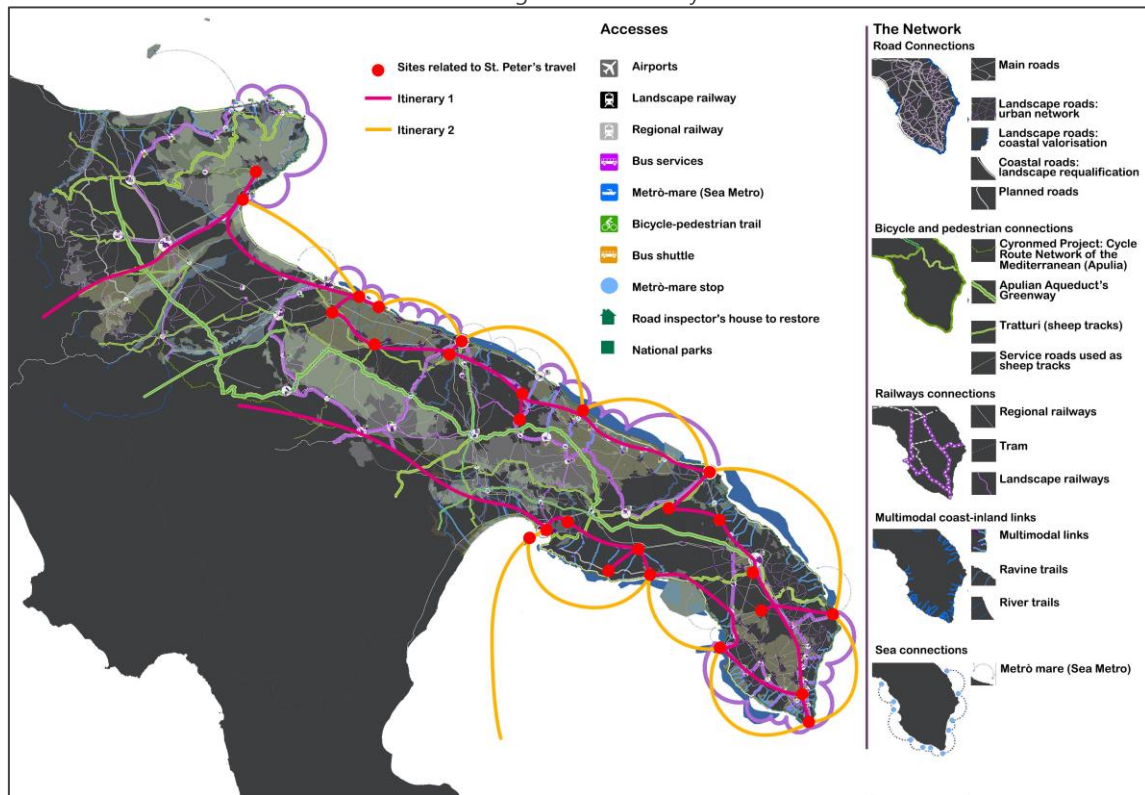 Sites related to St. Peter's travel
Itinerary 1
Itinerary 2
Accesses
Airports
Landscape railway
Regional railway
Bus services
Metrò-mare (Sea Metro)
Bicycle-pedestrian trail
Bus shuttle
Metrò-mare stop
Road inspector's house to restore
National parks
The Network
Road Connections
Main roads
Landscape roads:
urban network
Landscape roads:
coastal valorisation
Coastal roads:
landscape requalification
Planned roads
Bicycle and pedestrian connections
Cyronmed Project: Cycle
Route Network of the
Mediterranean (Apulia)
Apulian Aqueduct's
Greenway
Tratturi (sheep tracks)
Service roads used as
sheep tracks
Railways connections
Regional railways
Tram
Landscape railways
Multimodal coast-inland links
Multimodal links
Ravine trails
River trails
Sea connections
Metrò mare (Sea Metro)